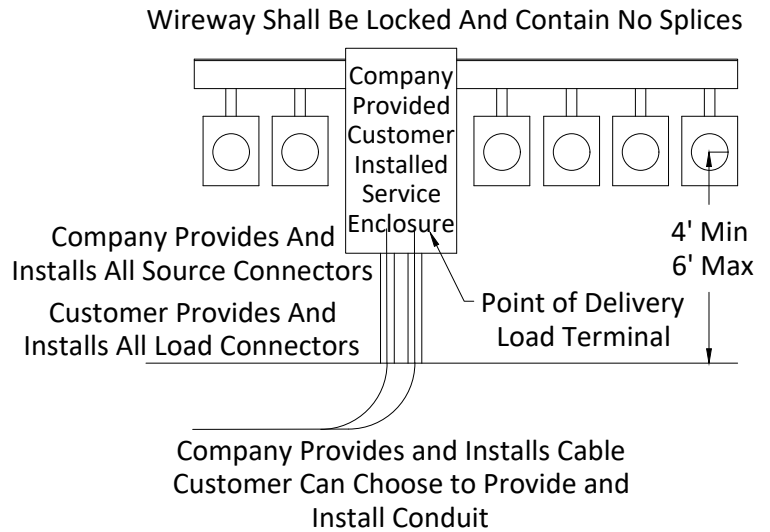 Wireway Shall Be Locked And Contain No Splices
Company
Provided
Customer
Installed
Service
Enclosure
Company Provides And
Installs All Source Connectors
Customer Provides And
Installs All Load Connectors
4' Min
6' Max
Point of Delivery
Load Terminal
Company Provides and Installs Cable
Customer Can Choose to Provide and
Install Conduit